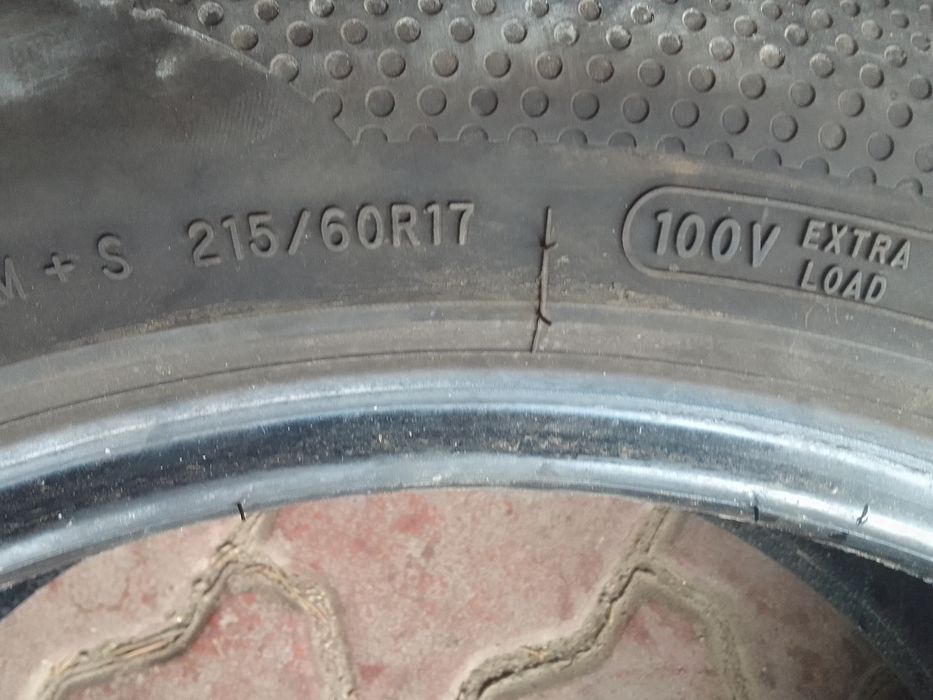 M + S 215/60R17 100V EXTRA
LOAD